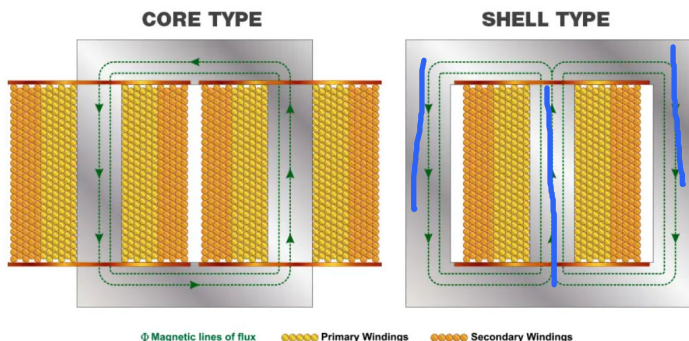 CORE TYPE
SHELL TYPE
Φ Magnetic lines of flux
Primary Windings
Secondary Windings